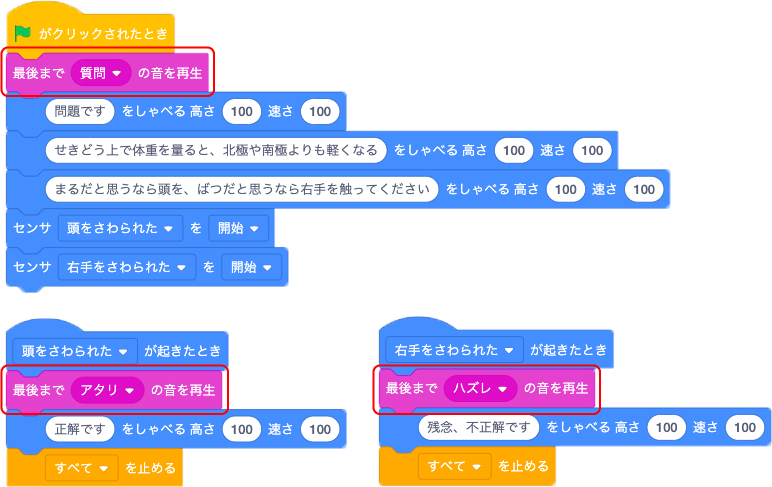 がクリックされたとき
最後まで 質問 の音を再生
問題です をしゃべる 高さ 100 速さ 100
せきどう上で体重を量ると、北極や南極よりも軽くなる をしゃべる 高さ 100 速さ 100
まるだと思うなら頭を、ばつだと思うなら右手を触ってください をしゃべる 高さ 100 速さ 100
センサ 頭をさわられた を 開始
センサ 右手をさわられた を 開始
頭をさわられた が起きたとき
最後まで アタリ の音を再生
正解です をしゃべる 高さ 100 速さ 100
すべて を止める
右手をさわられた が起きたとき
最後まで ハズレ の音を再生
残念、不正解です をしゃべる 高さ 100 速さ 100
すべて を止める